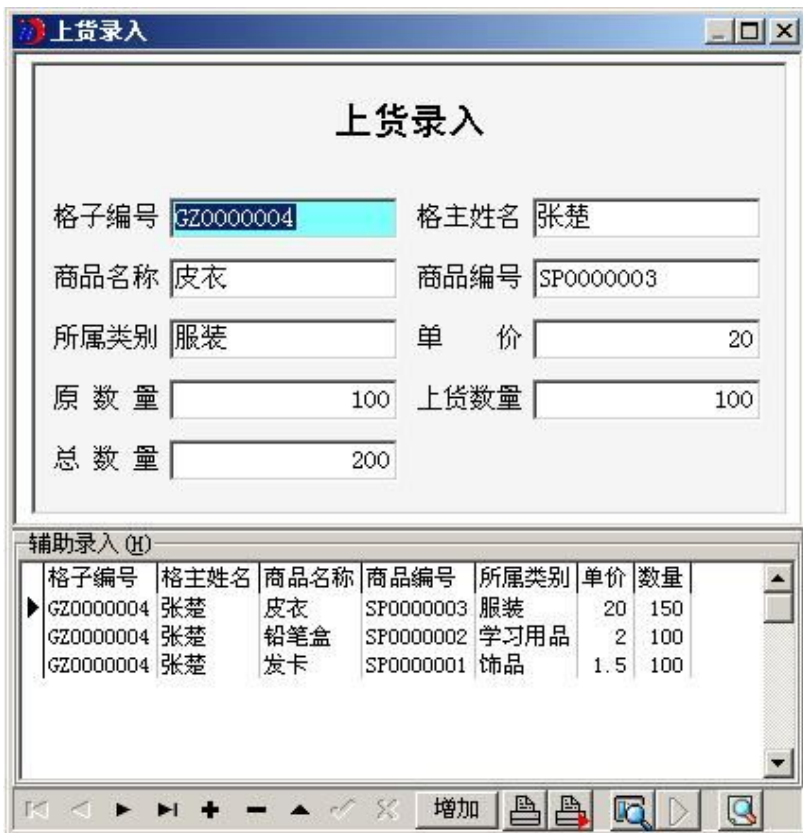 上货录入
上货录入
格子编号 GZ0000004 格主姓名 张楚
商品名称 皮衣 商品编号 SP0000003
所属类别 服装 单 价 20
原 数 量 100 上货数量 100
总 数 量 200
辅助录入(H)
格子编号 格主姓名 商品名称 商品编号 所属类别 单价 数量
GZ0000004 张楚 皮衣 SP0000003 服装 20 150
GZ0000004 张楚 铅笔盒 SP0000002 学习用品 2 100
GZ0000004 张楚 发卡 SP0000001 饰品 1.5 100
增加